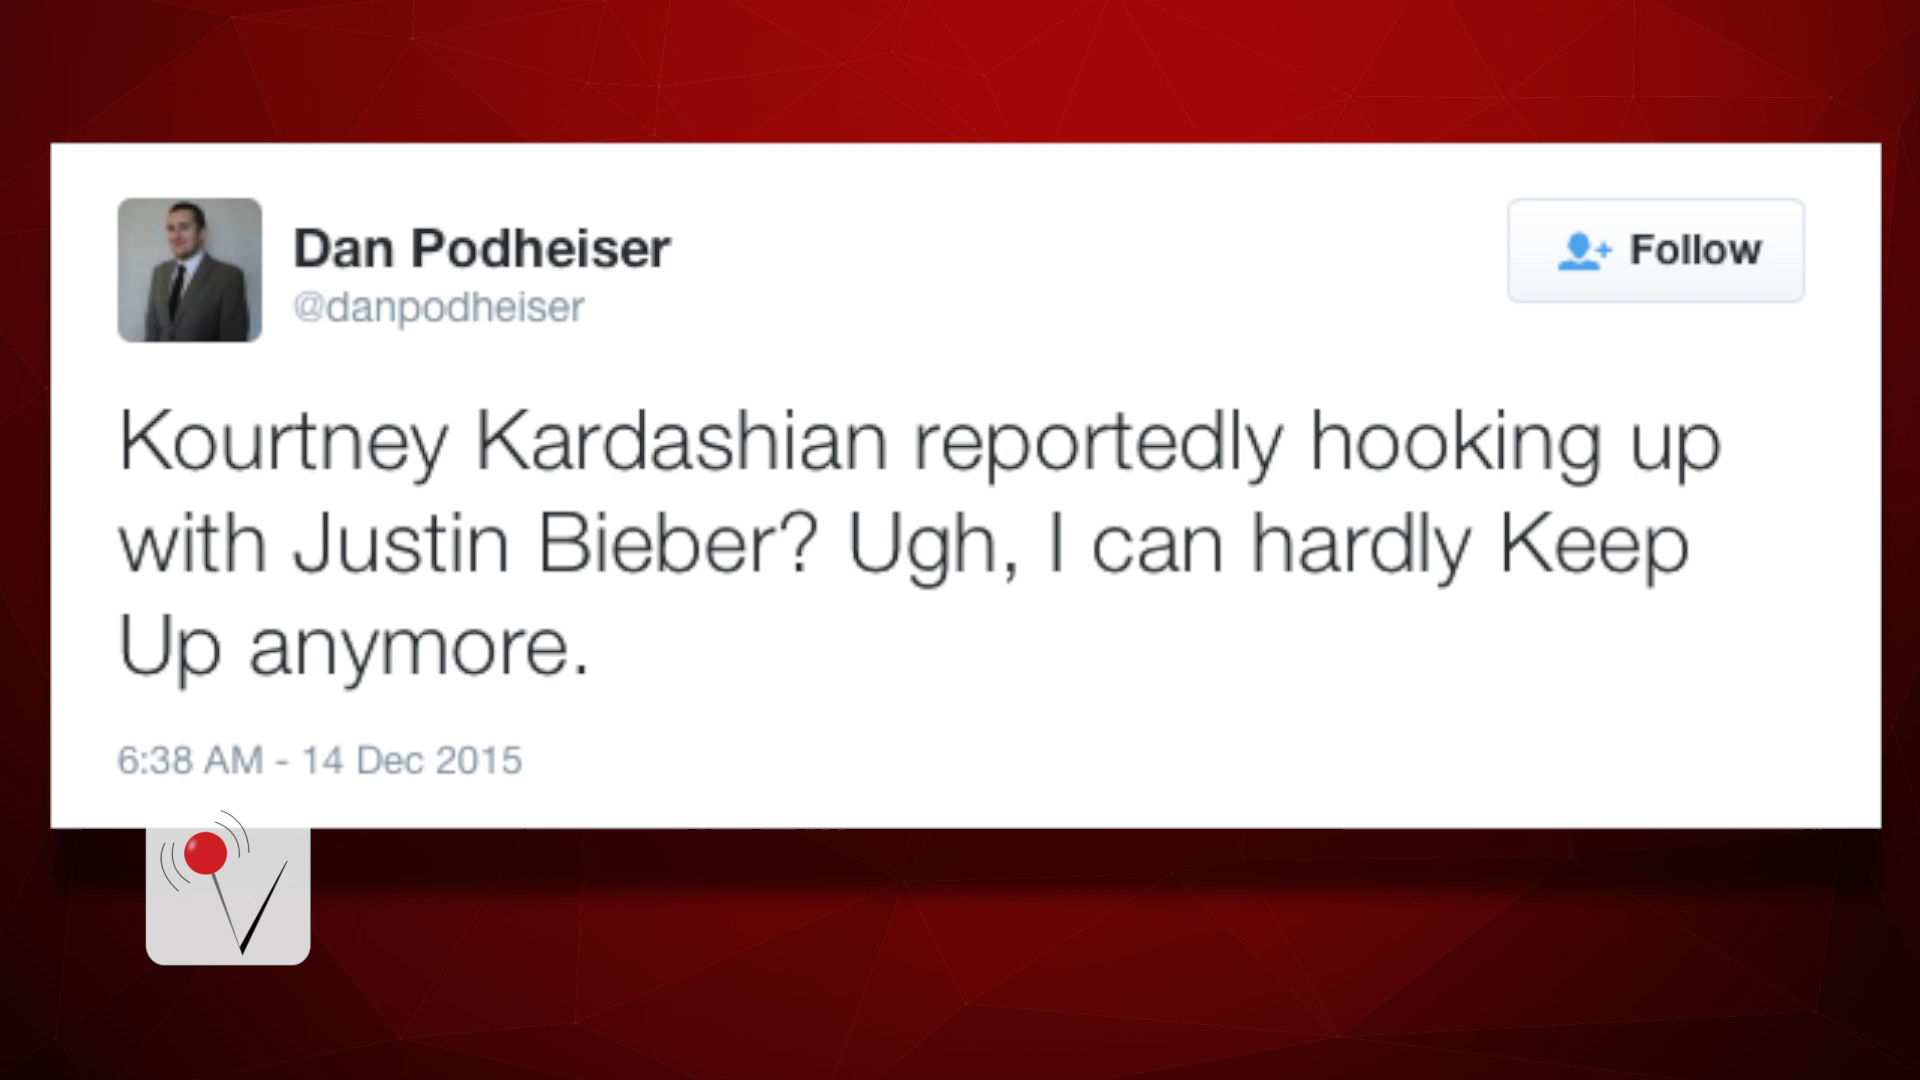 Dan Podheiser
@danpodheiser
Follow
Kourtney Kardashian reportedly hooking up
with Justin Bieber? Ugh, I can hardly Keep
Up anymore.
6:38 AM - 14 Dec 2015